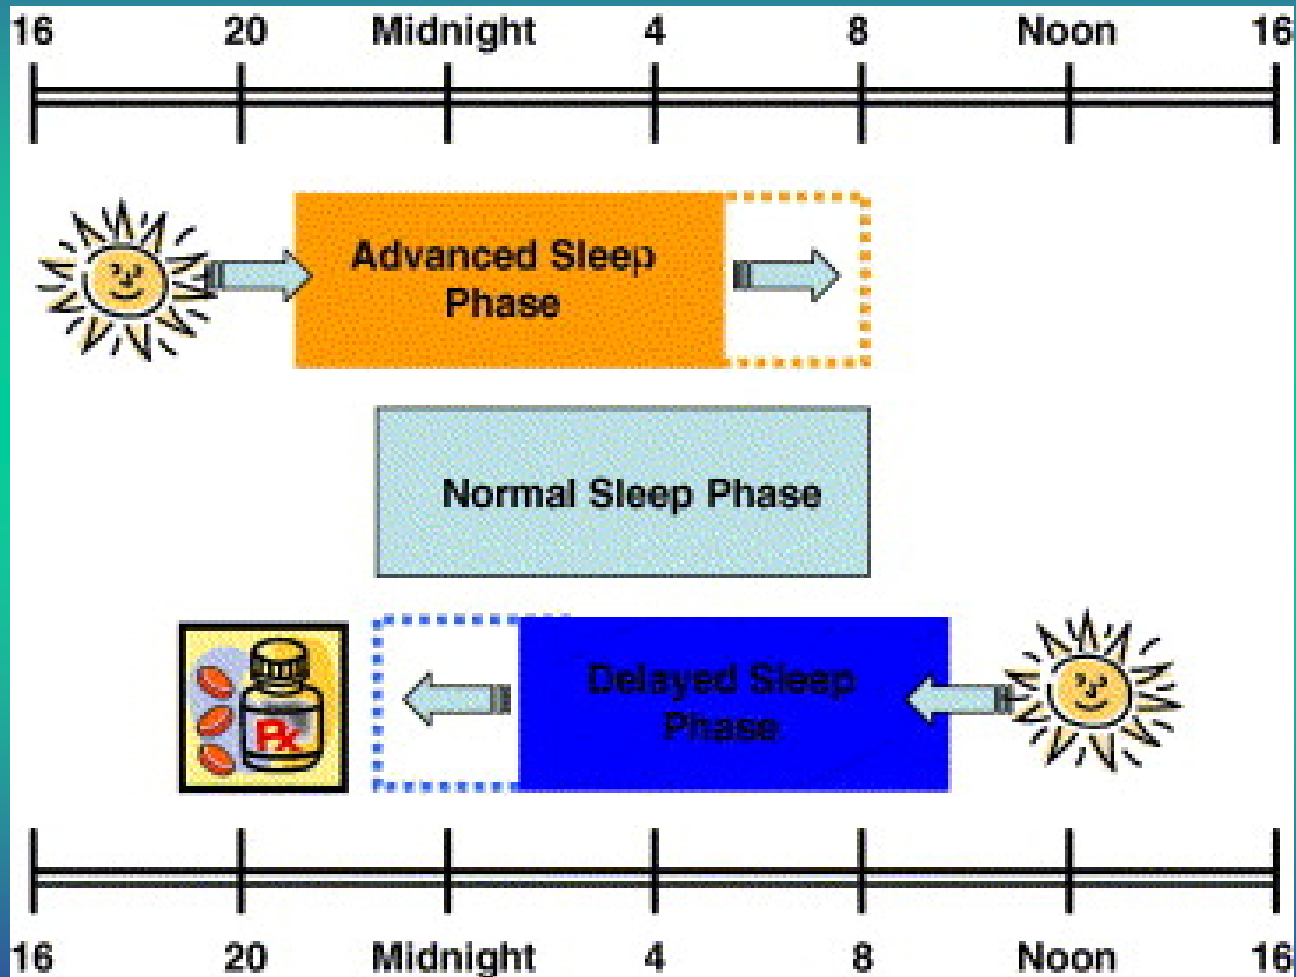 16 20 Midnight 4 8 Noon 16
Advanced Sleep
Phase
Normal Sleep Phase
Delayed Sleep
Phase
Rx
16 20 Midnight 4 8 Noon 16